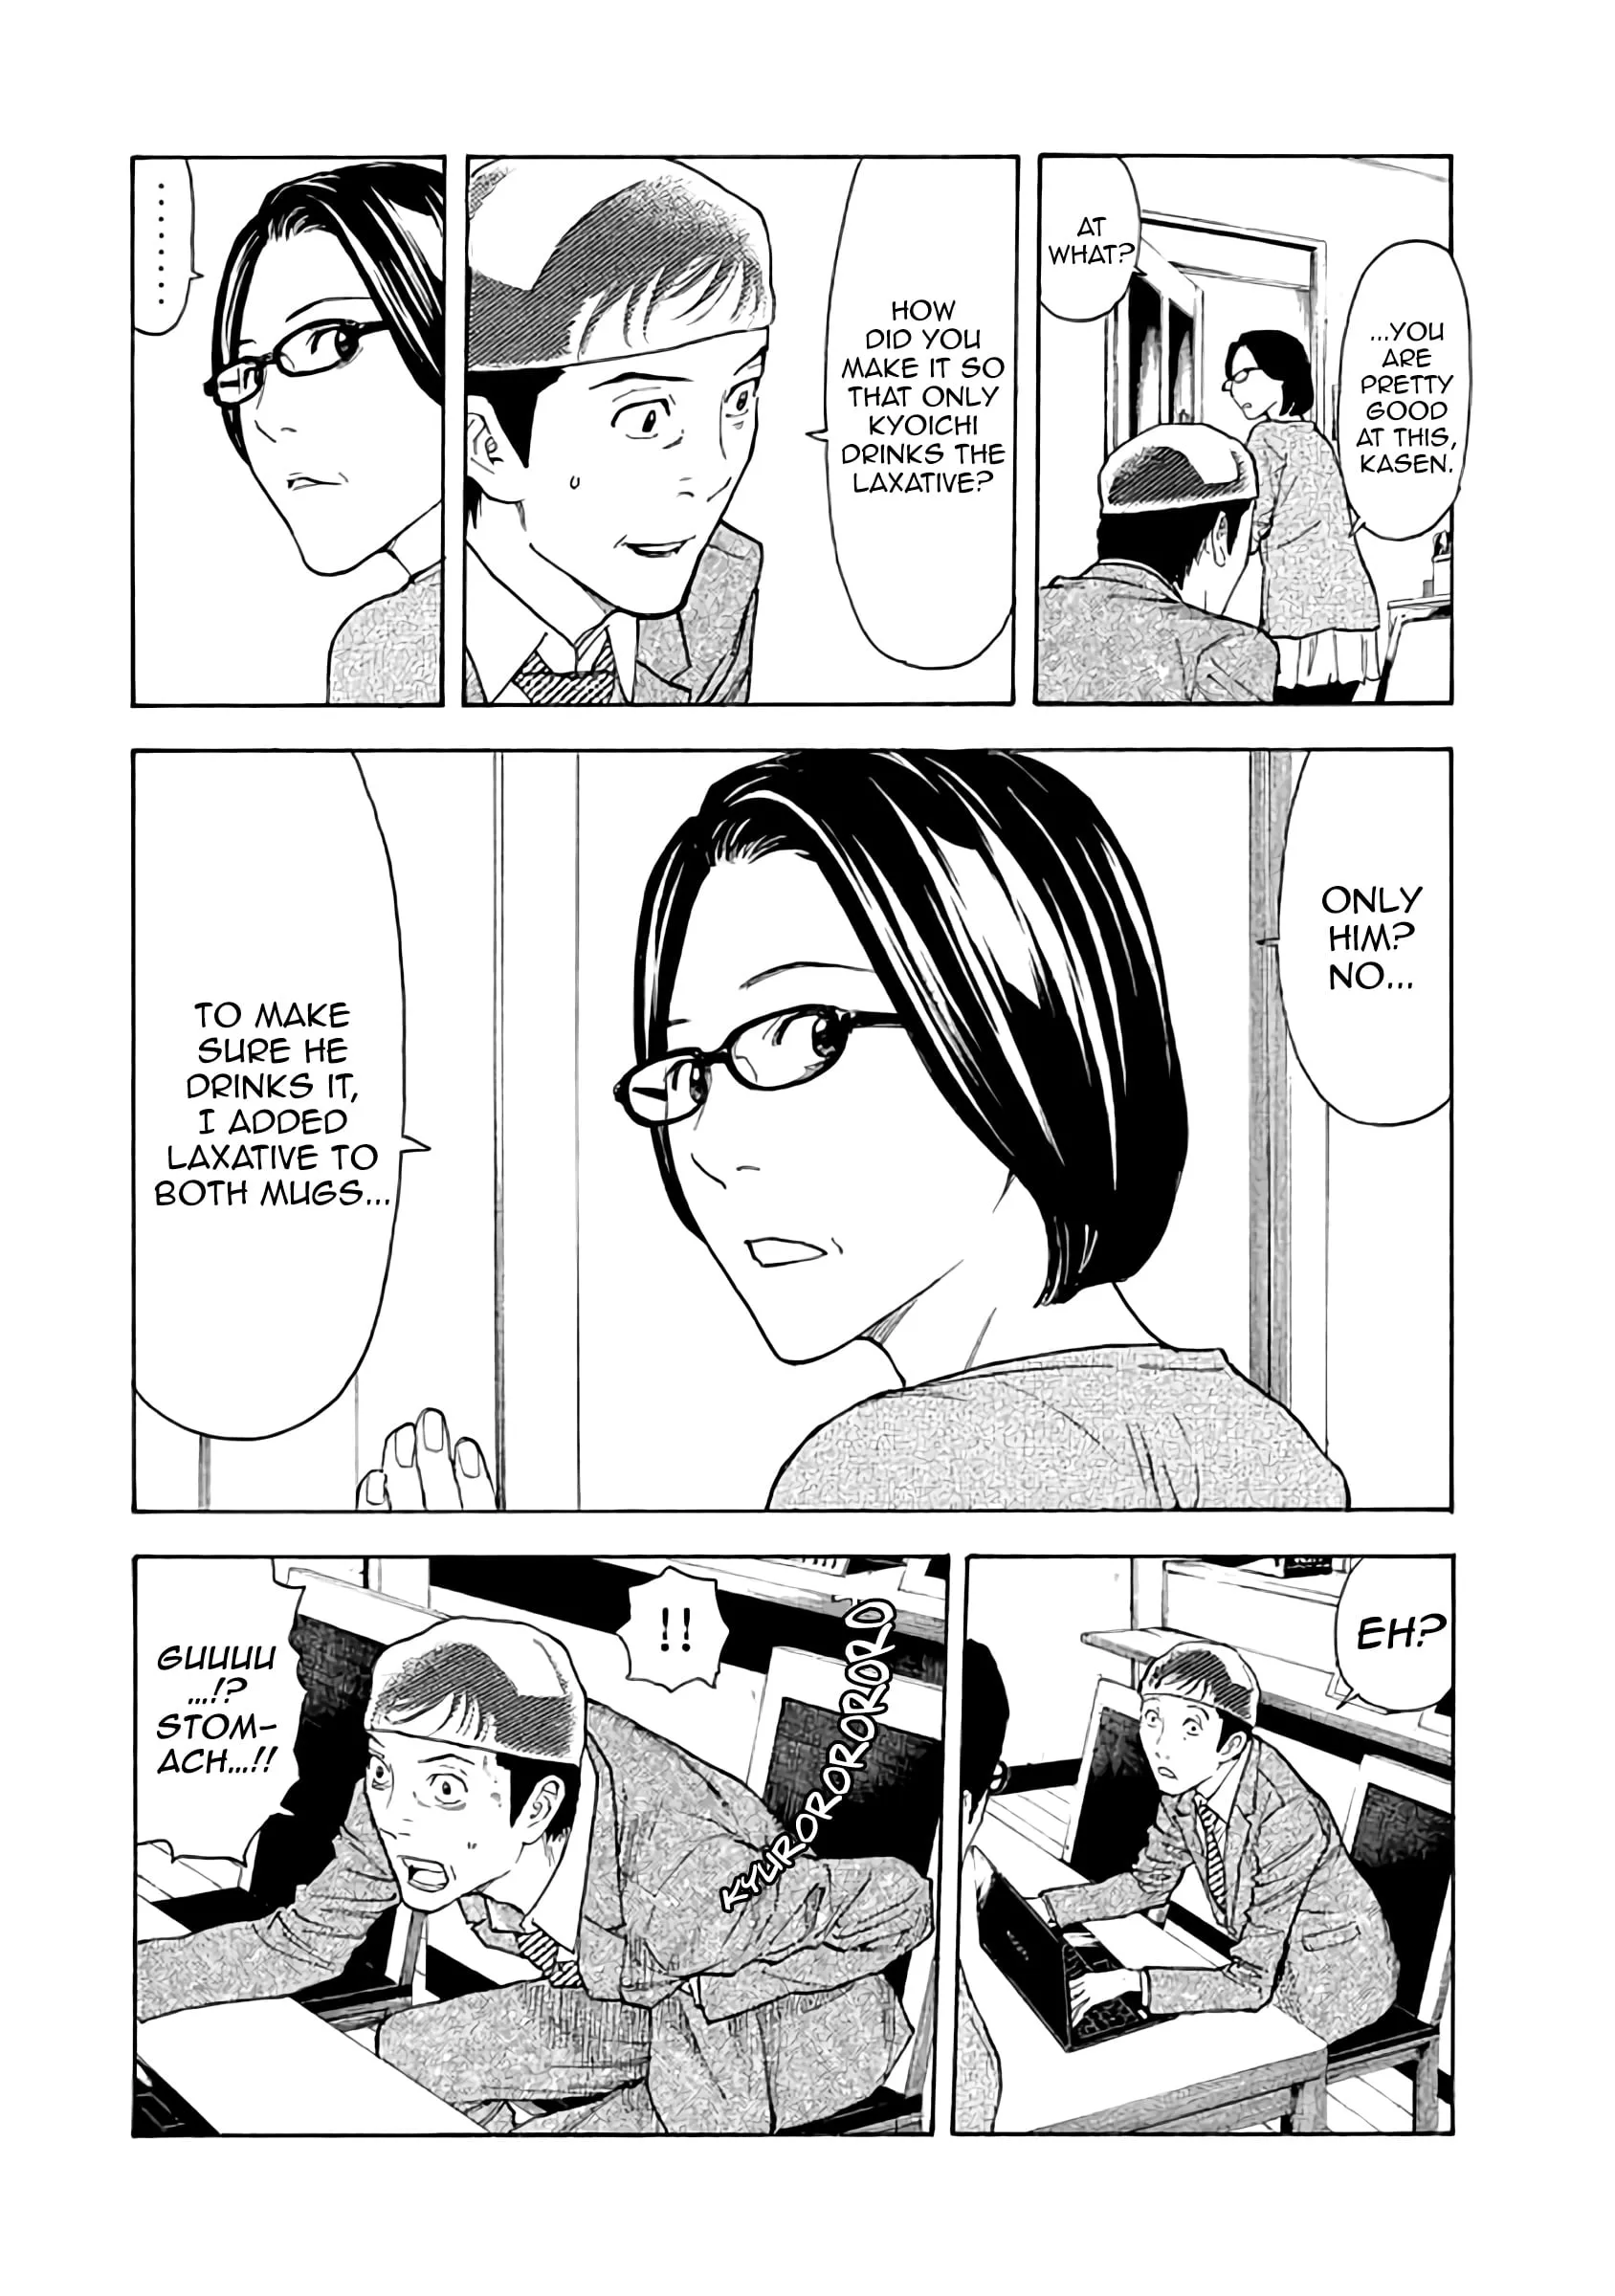 ...YOU
ARE
PRETTY
GOOD
AT THIS,
KASEN.
AT
WHAT?
HOW
DID YOU
MAKE IT SO
THAT ONLY
KYOICHI
DRINKS THE
LAXATIVE?
.........
ONLY
HIM?
NO...
TO MAKE
SURE HE
DRINKS IT,
I ADDED
LAXATIVE TO
BOTH MUGS...
EH?
!!
KYURORORORORORO
GUUUU
...!?
STOM-
ACH...!!